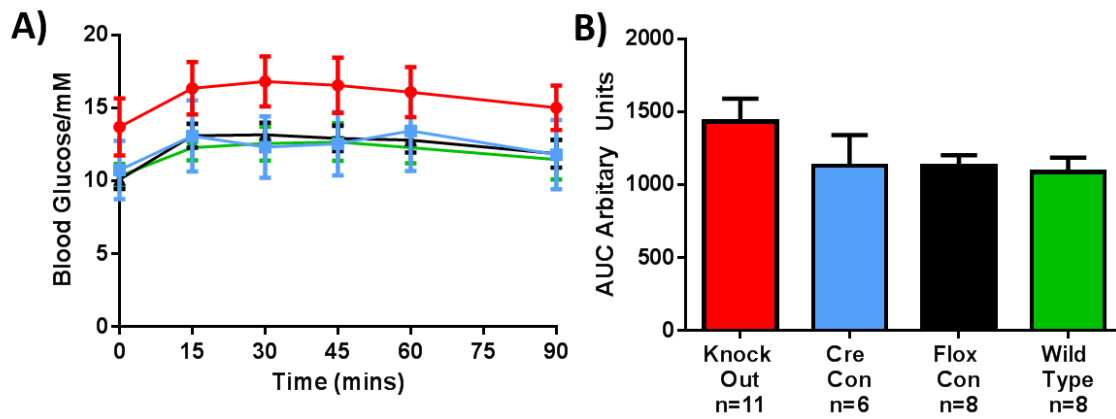 A)
Blood Glucose/mM
20
15
10
5
0
0 15 30 45 60 75 90
Time (mins)
B)
AUC Arbitary Units
2000
1500
1000
500
0
Knock Out n=11
Cre Con n=6
Flox Con n=8
Wild Type n=8